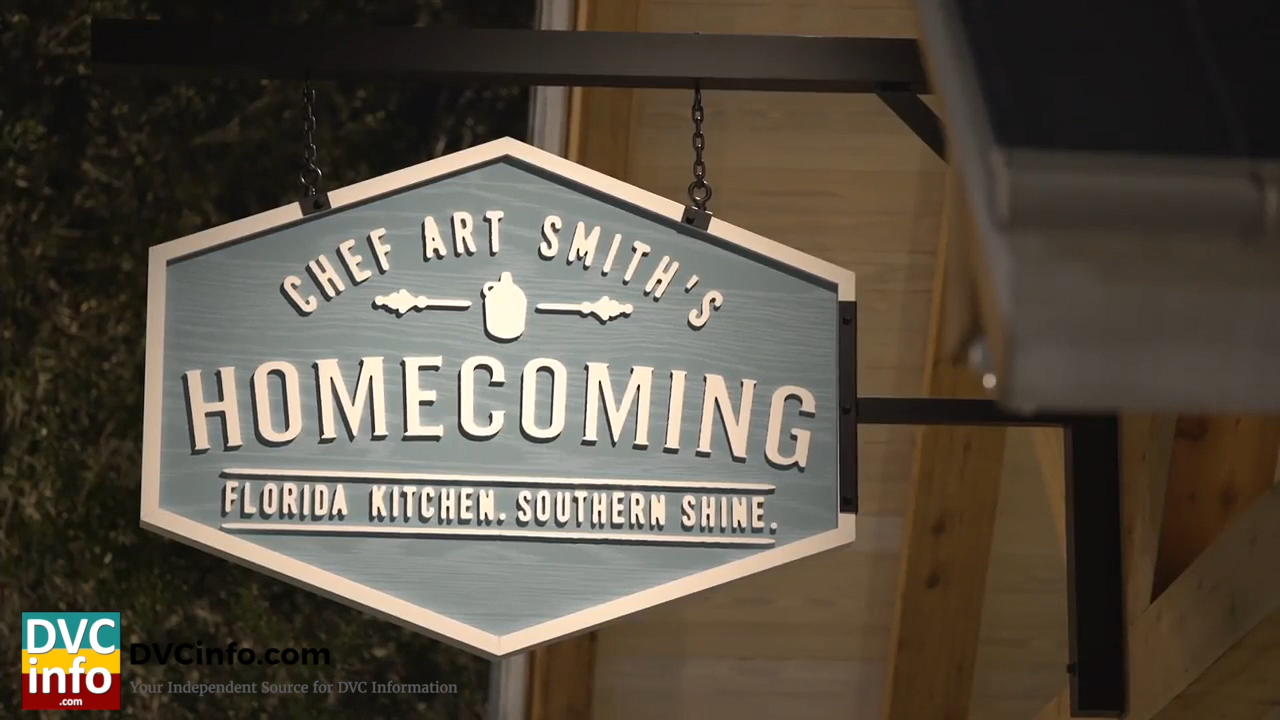 CHEF ART SMITH'S
HOMECOMING
FLORIDA KITCHEN. SOUTHERN SHINE.
DVC
info
.com
DVCinfo.com
Your Independent Source for DVC Information